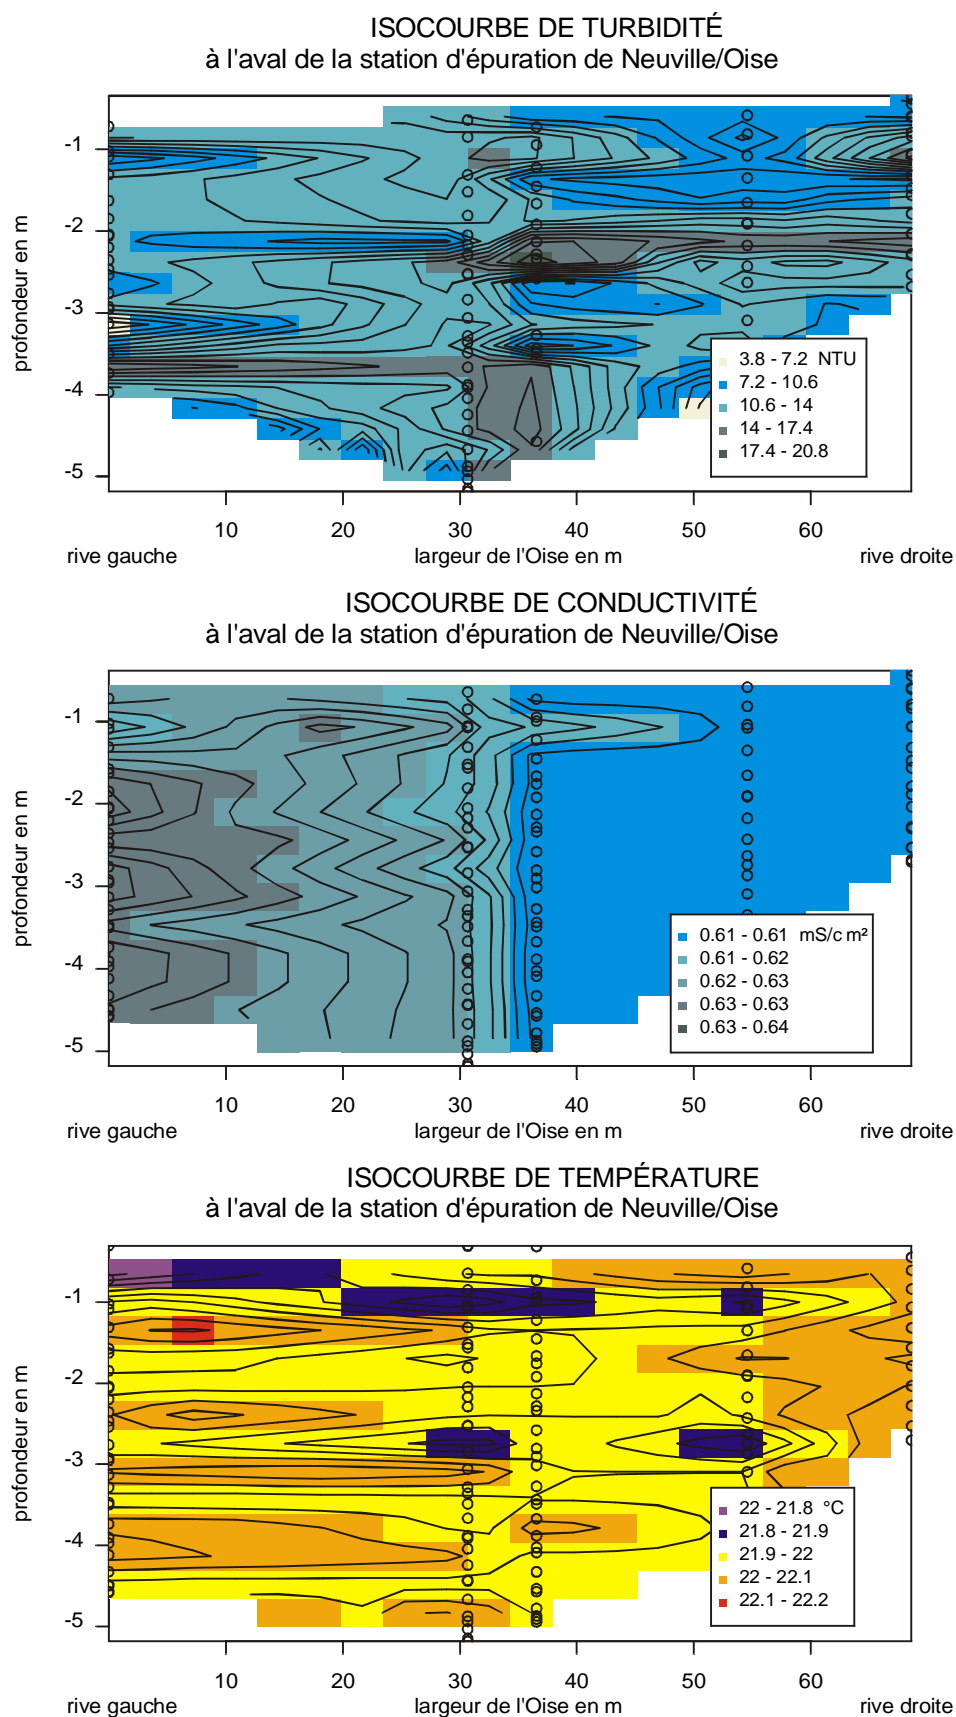 ISOCOURBE DE TURBIDITÉ
à l'aval de la station d'épuration de Neuville/Oise
profondeur en m
-1
-2
-3
-4
-5
3.8 - 7.2 NTU
7.2 - 10.6
10.6 - 14
14 - 17.4
17.4 - 20.8
10 20 30 40 50 60
rive gauche largeur de l'Oise en m rive droite
ISOCOURBE DE CONDUCTIVITÉ
à l'aval de la station d'épuration de Neuville/Oise
profondeur en m
-1
-2
-3
-4
-5
0.61 - 0.61 mS/c m²
0.61 - 0.62
0.62 - 0.63
0.63 - 0.63
0.63 - 0.64
10 20 30 40 50 60
rive gauche largeur de l'Oise en m rive droite
ISOCOURBE DE TEMPÉRATURE
à l'aval de la station d'épuration de Neuville/Oise
profondeur en m
-1
-2
-3
-4
-5
22 - 21.8 °C
21.8 - 21.9
21.9 - 22
22 - 22.1
22.1 - 22.2
10 20 30 40 50 60
rive gauche largeur de l'Oise en m rive droite